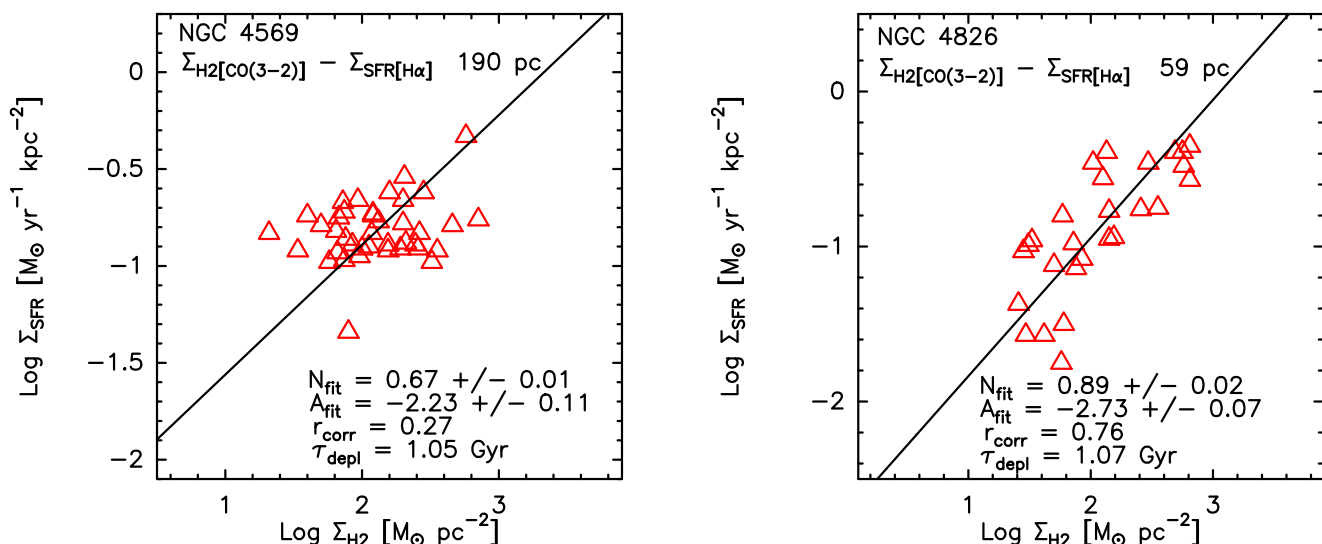 NGC 4569
Σ_H2[CO(3−2)] − Σ_SFR[Hα] 190 pc
0
−0.5
−1
−1.5
−2
Log Σ_SFR [M_⊙ yr^−1 kpc^−2]
N_fit = 0.67 +/− 0.01
A_fit = −2.23 +/− 0.11
r_corr = 0.27
τ_depl = 1.05 Gyr
1 2 3
Log Σ_H2 [M_⊙ pc^−2]
NGC 4826
Σ_H2[CO(3−2)] − Σ_SFR[Hα] 59 pc
0
−1
−2
Log Σ_SFR [M_⊙ yr^−1 kpc^−2]
N_fit = 0.89 +/− 0.02
A_fit = −2.73 +/− 0.07
r_corr = 0.76
τ_depl = 1.07 Gyr
1 2 3
Log Σ_H2 [M_⊙ pc^−2]